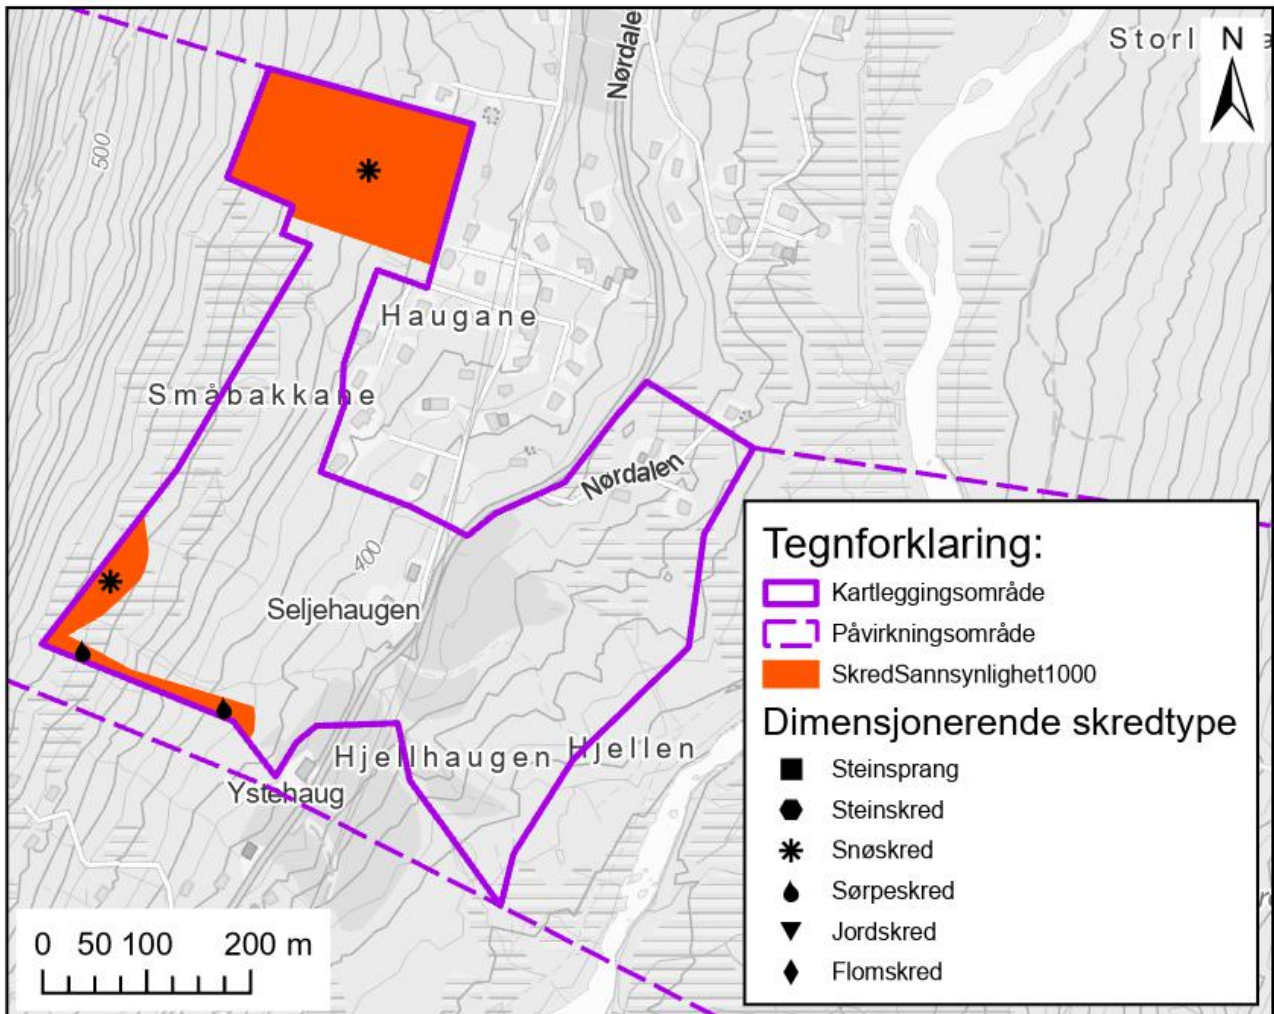 Nørdale
Storl
N
500
Haugane
Småbakkane
Nørdalen
400
Seljehaugen
Hjellhaugen
Hjellen
Ystehaug
0 50 100 200 m
Tegnforklaring:
Kartleggingsområde
Påvirkningsområde
SkredSannsynlighet1000
Dimensjonerende skredtype
Steinsprang
Steinskred
Snøskred
Sørpeskred
Jordskred
Flomskred